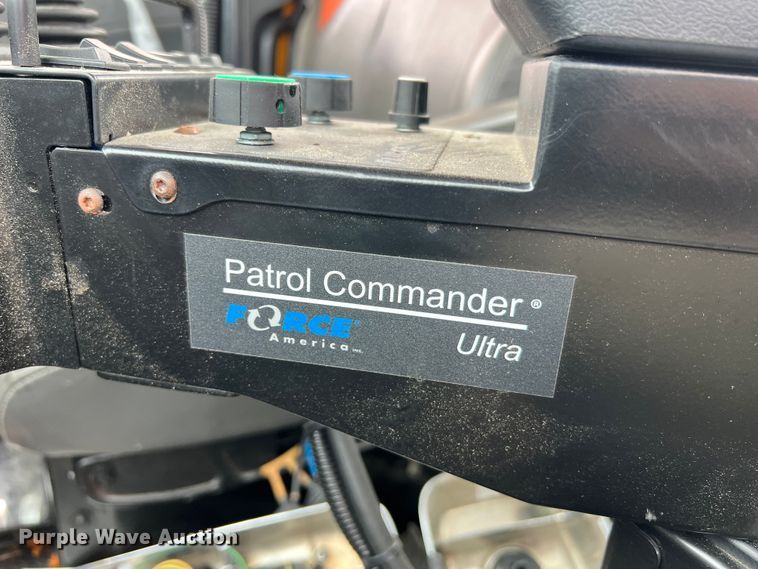 Patrol Commander ®
FORCE®
America INC.
Ultra
Purple Wave Auction